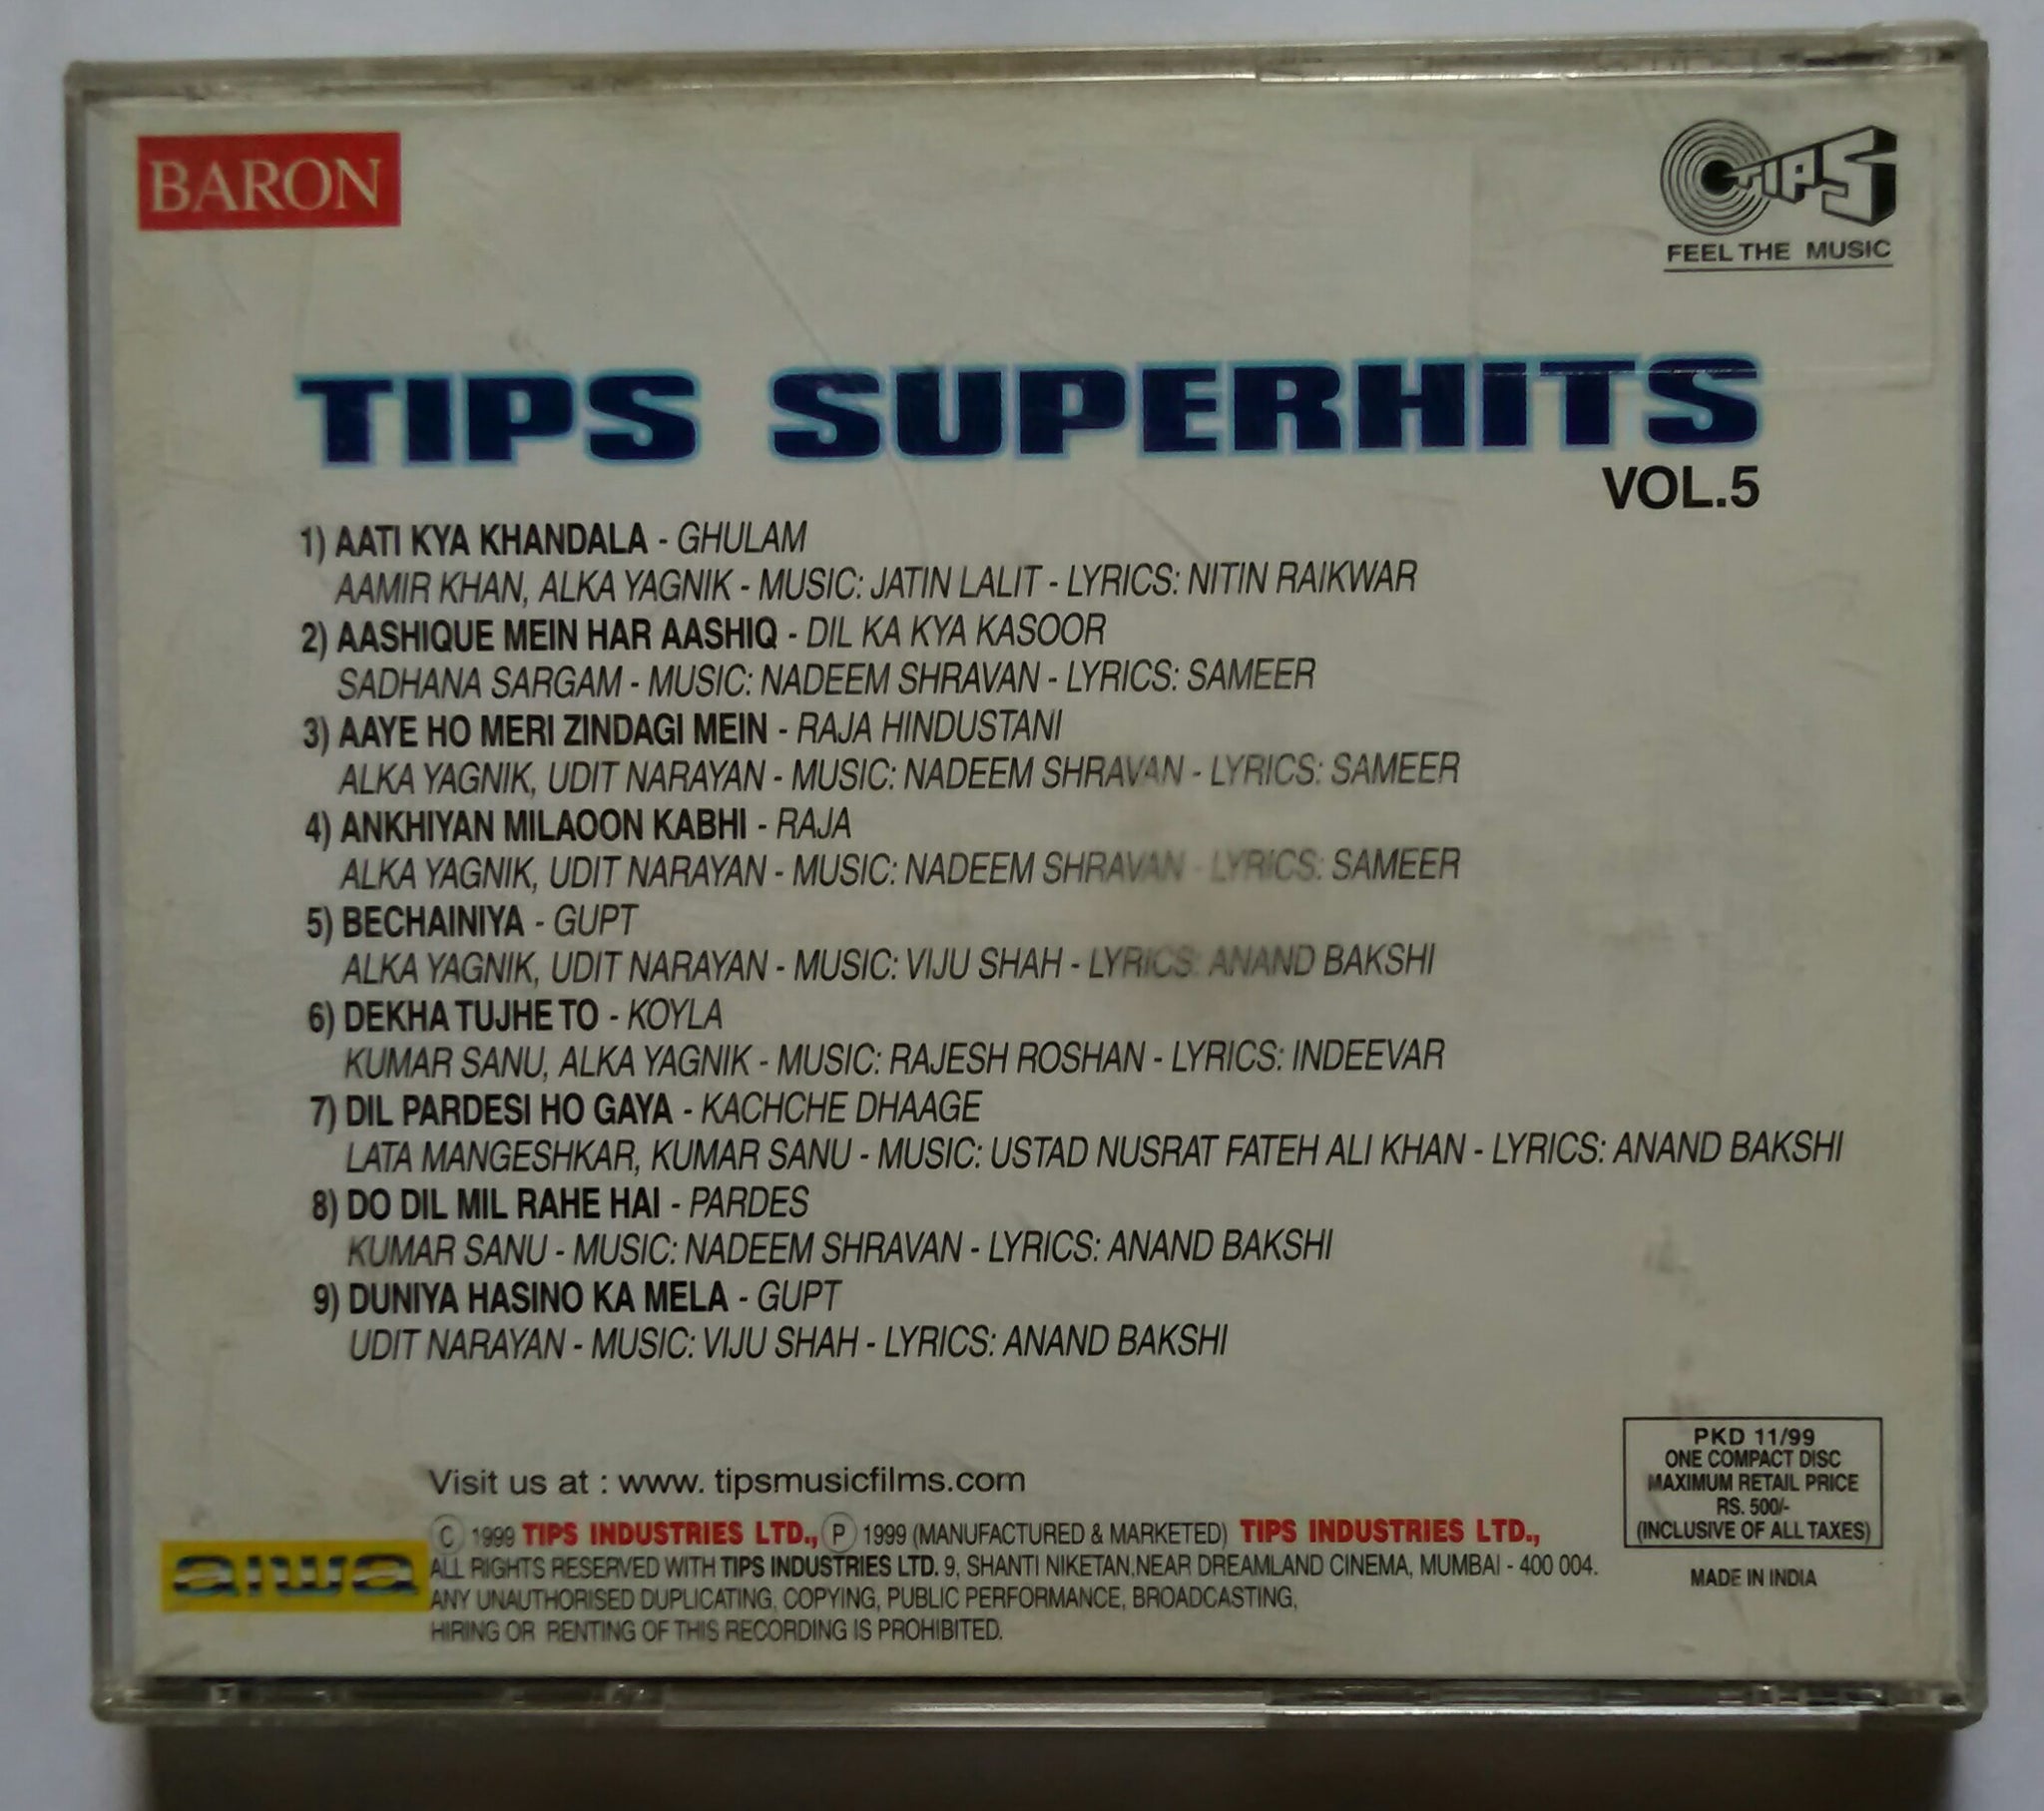 BARON
TIPS
FEEL THE MUSIC
TIPS SUPERHITS
VOL.5
1) AATI KYA KHANDALA - GHULAM
AAMIR KHAN, ALKA YAGNIK - MUSIC: JATIN LALIT - LYRICS: NITIN RAIKWAR
2) AASHIQUE MEIN HAR AASHIQ - DIL KA KYA KASOOR
SADHANA SARGAM - MUSIC: NADEEM SHRAVAN - LYRICS: SAMEER
3) AAYE HO MERI ZINDAGI MEIN - RAJA HINDUSTANI
ALKA YAGNIK, UDIT NARAYAN - MUSIC: NADEEM SHRAVAN - LYRICS: SAMEER
4) ANKHIYAN MILAOON KABHI - RAJA
ALKA YAGNIK, UDIT NARAYAN - MUSIC: NADEEM SHRAVAN - LYRICS: SAMEER
5) BECHAINIYA - GUPT
ALKA YAGNIK, UDIT NARAYAN - MUSIC: VIJU SHAH - LYRICS: ANAND BAKSHI
6) DEKHA TUJHE TO - KOYLA
KUMAR SANU, ALKA YAGNIK - MUSIC: RAJESH ROSHAN - LYRICS: INDEEVAR
7) DIL PARDESI HO GAYA - KACHCHE DHAAGE
LATA MANGESHKAR, KUMAR SANU - MUSIC: USTAD NUSRAT FATEH ALI KHAN - LYRICS: ANAND BAKSHI
8) DO DIL MIL RAHE HAI - PARDES
KUMAR SANU - MUSIC: NADEEM SHRAVAN - LYRICS: ANAND BAKSHI
9) DUNIYA HASINO KA MELA - GUPT
UDIT NARAYAN - MUSIC: VIJU SHAH - LYRICS: ANAND BAKSHI
Visit us at : www. tipsmusicfilms.com
Ⓒ 1999 TIPS INDUSTRIES LTD., Ⓟ 1999 (MANUFACTURED & MARKETED) TIPS INDUSTRIES LTD.,
ALL RIGHTS RESERVED WITH TIPS INDUSTRIES LTD. 9, SHANTI NIKETAN,NEAR DREAMLAND CINEMA, MUMBAI - 400 004.
ANY UNAUTHORISED DUPLICATING, COPYING, PUBLIC PERFORMANCE, BROADCASTING,
HIRING OR RENTING OF THIS RECORDING IS PROHIBITED.
aiwa
PKD 11/99
ONE COMPACT DISC
MAXIMUM RETAIL PRICE
RS. 500/-
(INCLUSIVE OF ALL TAXES)
MADE IN INDIA